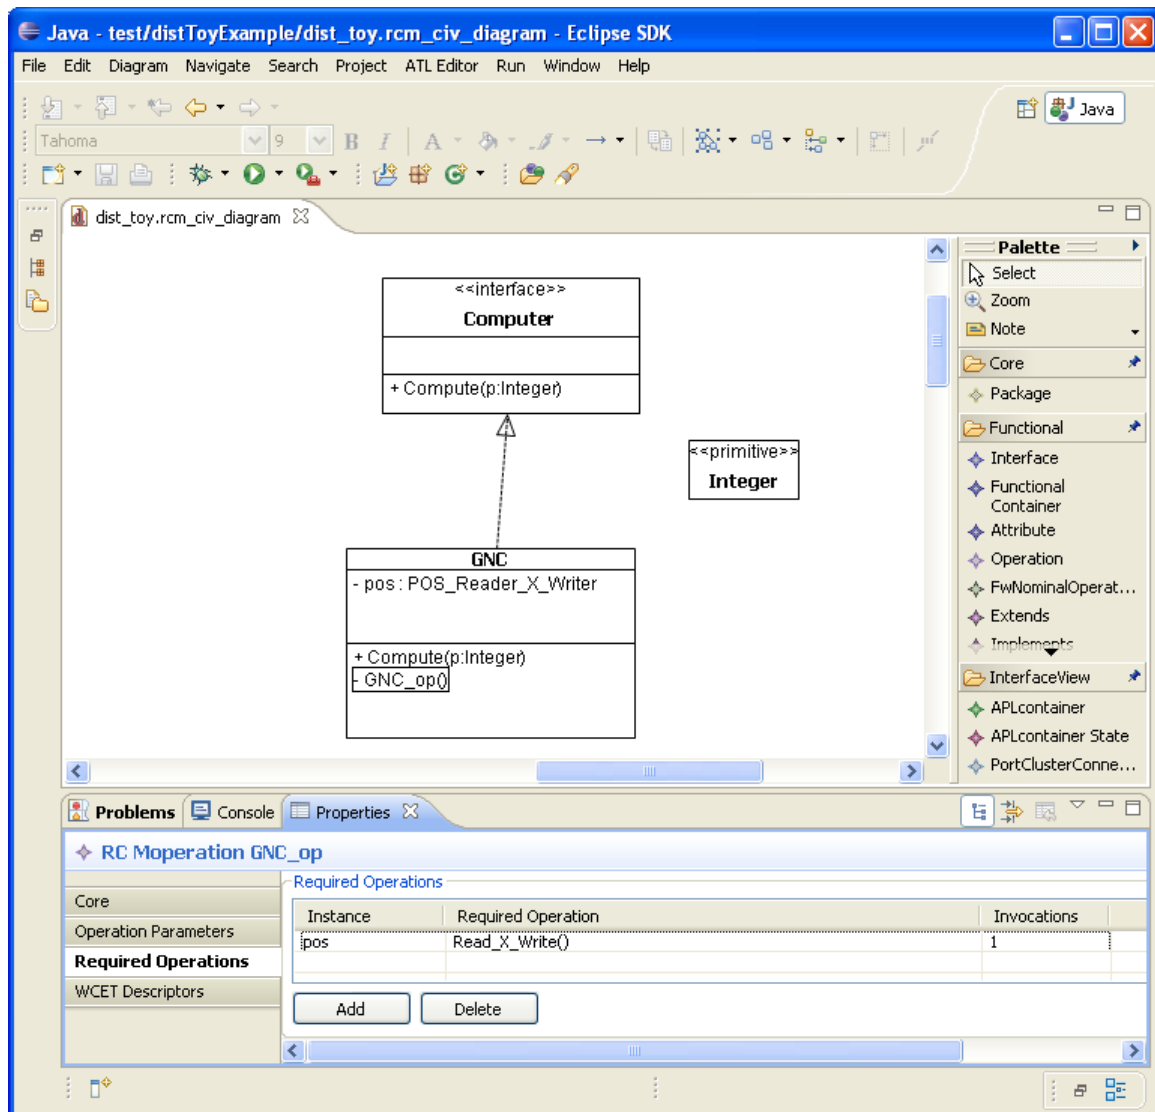 Java - test/distToyExample/dist_toy.rcm_civ_diagram - Eclipse SDK
File Edit Diagram Navigate Search Project ATL Editor Run Window Help
Java
Tahoma 9 B I A
dist_toy.rcm_civ_diagram
Palette
Select
Zoom
Note
Core
Package
Functional
Interface
Functional
Container
Attribute
Operation
FwNominalOperat...
Extends
Implements
InterfaceView
APLcontainer
APLcontainer State
PortClusterConne...
<<interface>>
Computer
+ Compute(p:Integer)
<<primitive>>
Integer
GNC
- pos : POS_Reader_X_Writer
+ Compute(p:Integer)
- GNC_op()
Problems Console Properties
RC Moperation GNC_op
Core
Operation Parameters
Required Operations
WCET Descriptors
Required Operations
Instance Required Operation Invocations
pos Read_X_Write() 1
Add Delete